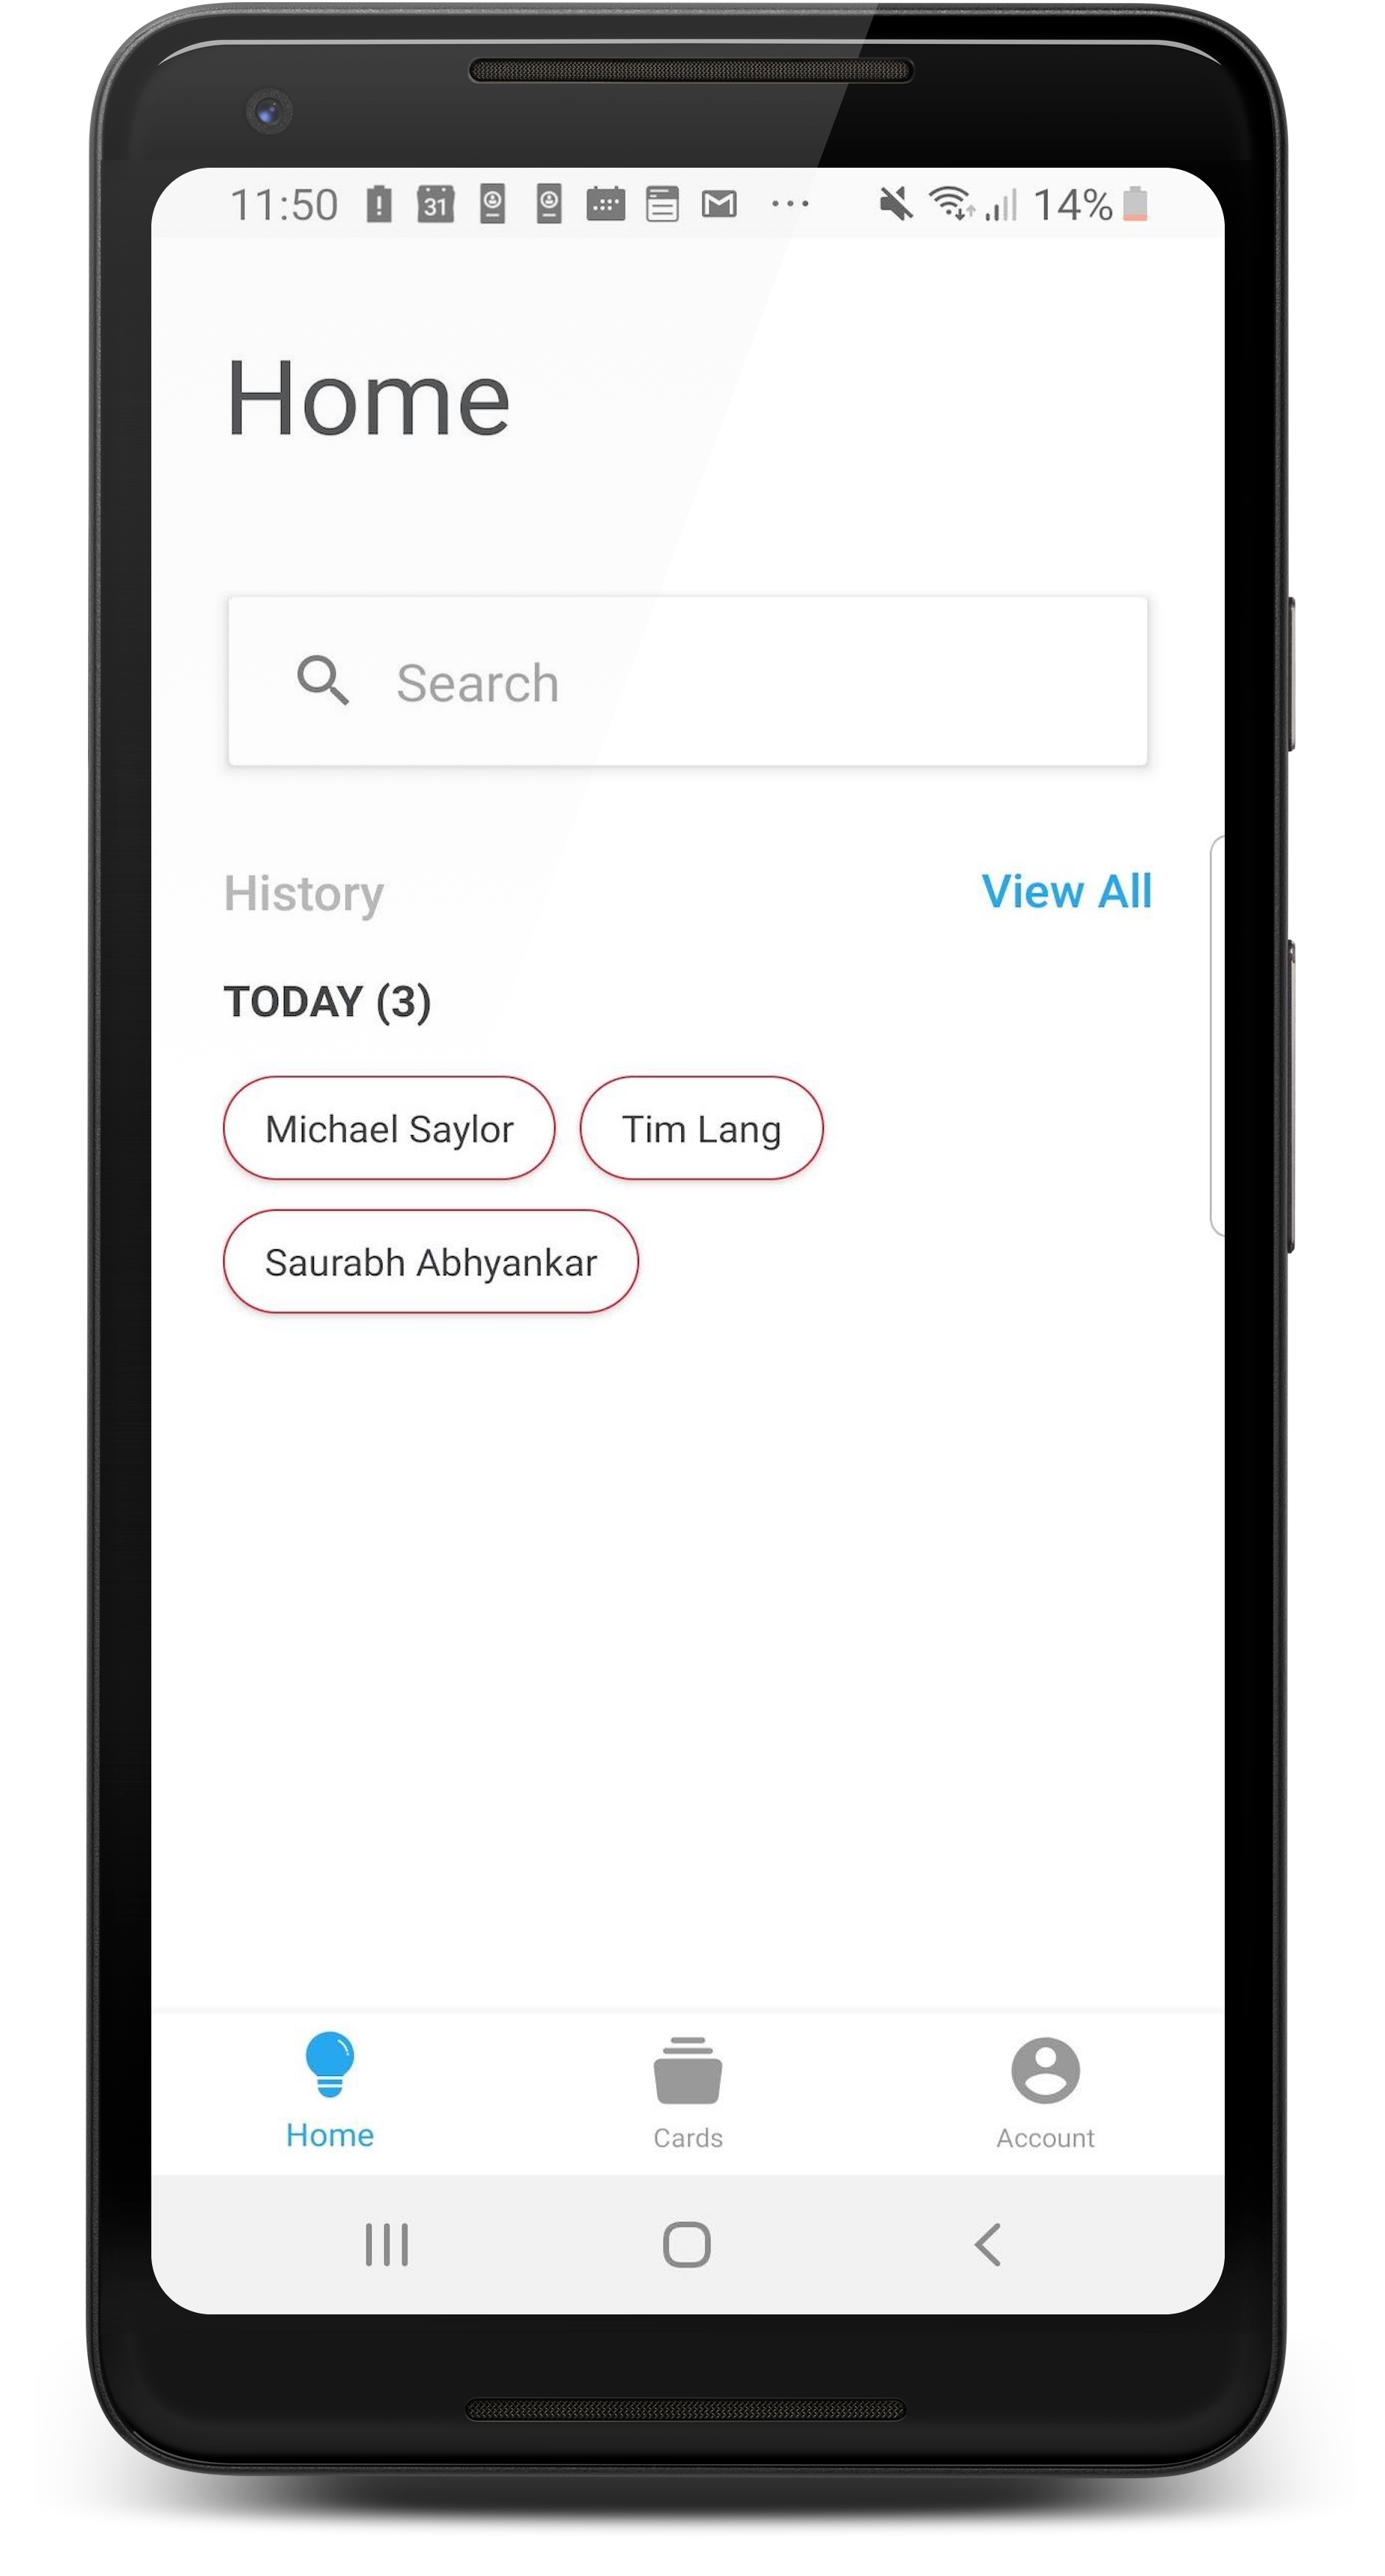 11:50 31 14%
Home
Search
History View All
TODAY (3)
Michael Saylor Tim Lang
Saurabh Abhyankar
Home Cards Account